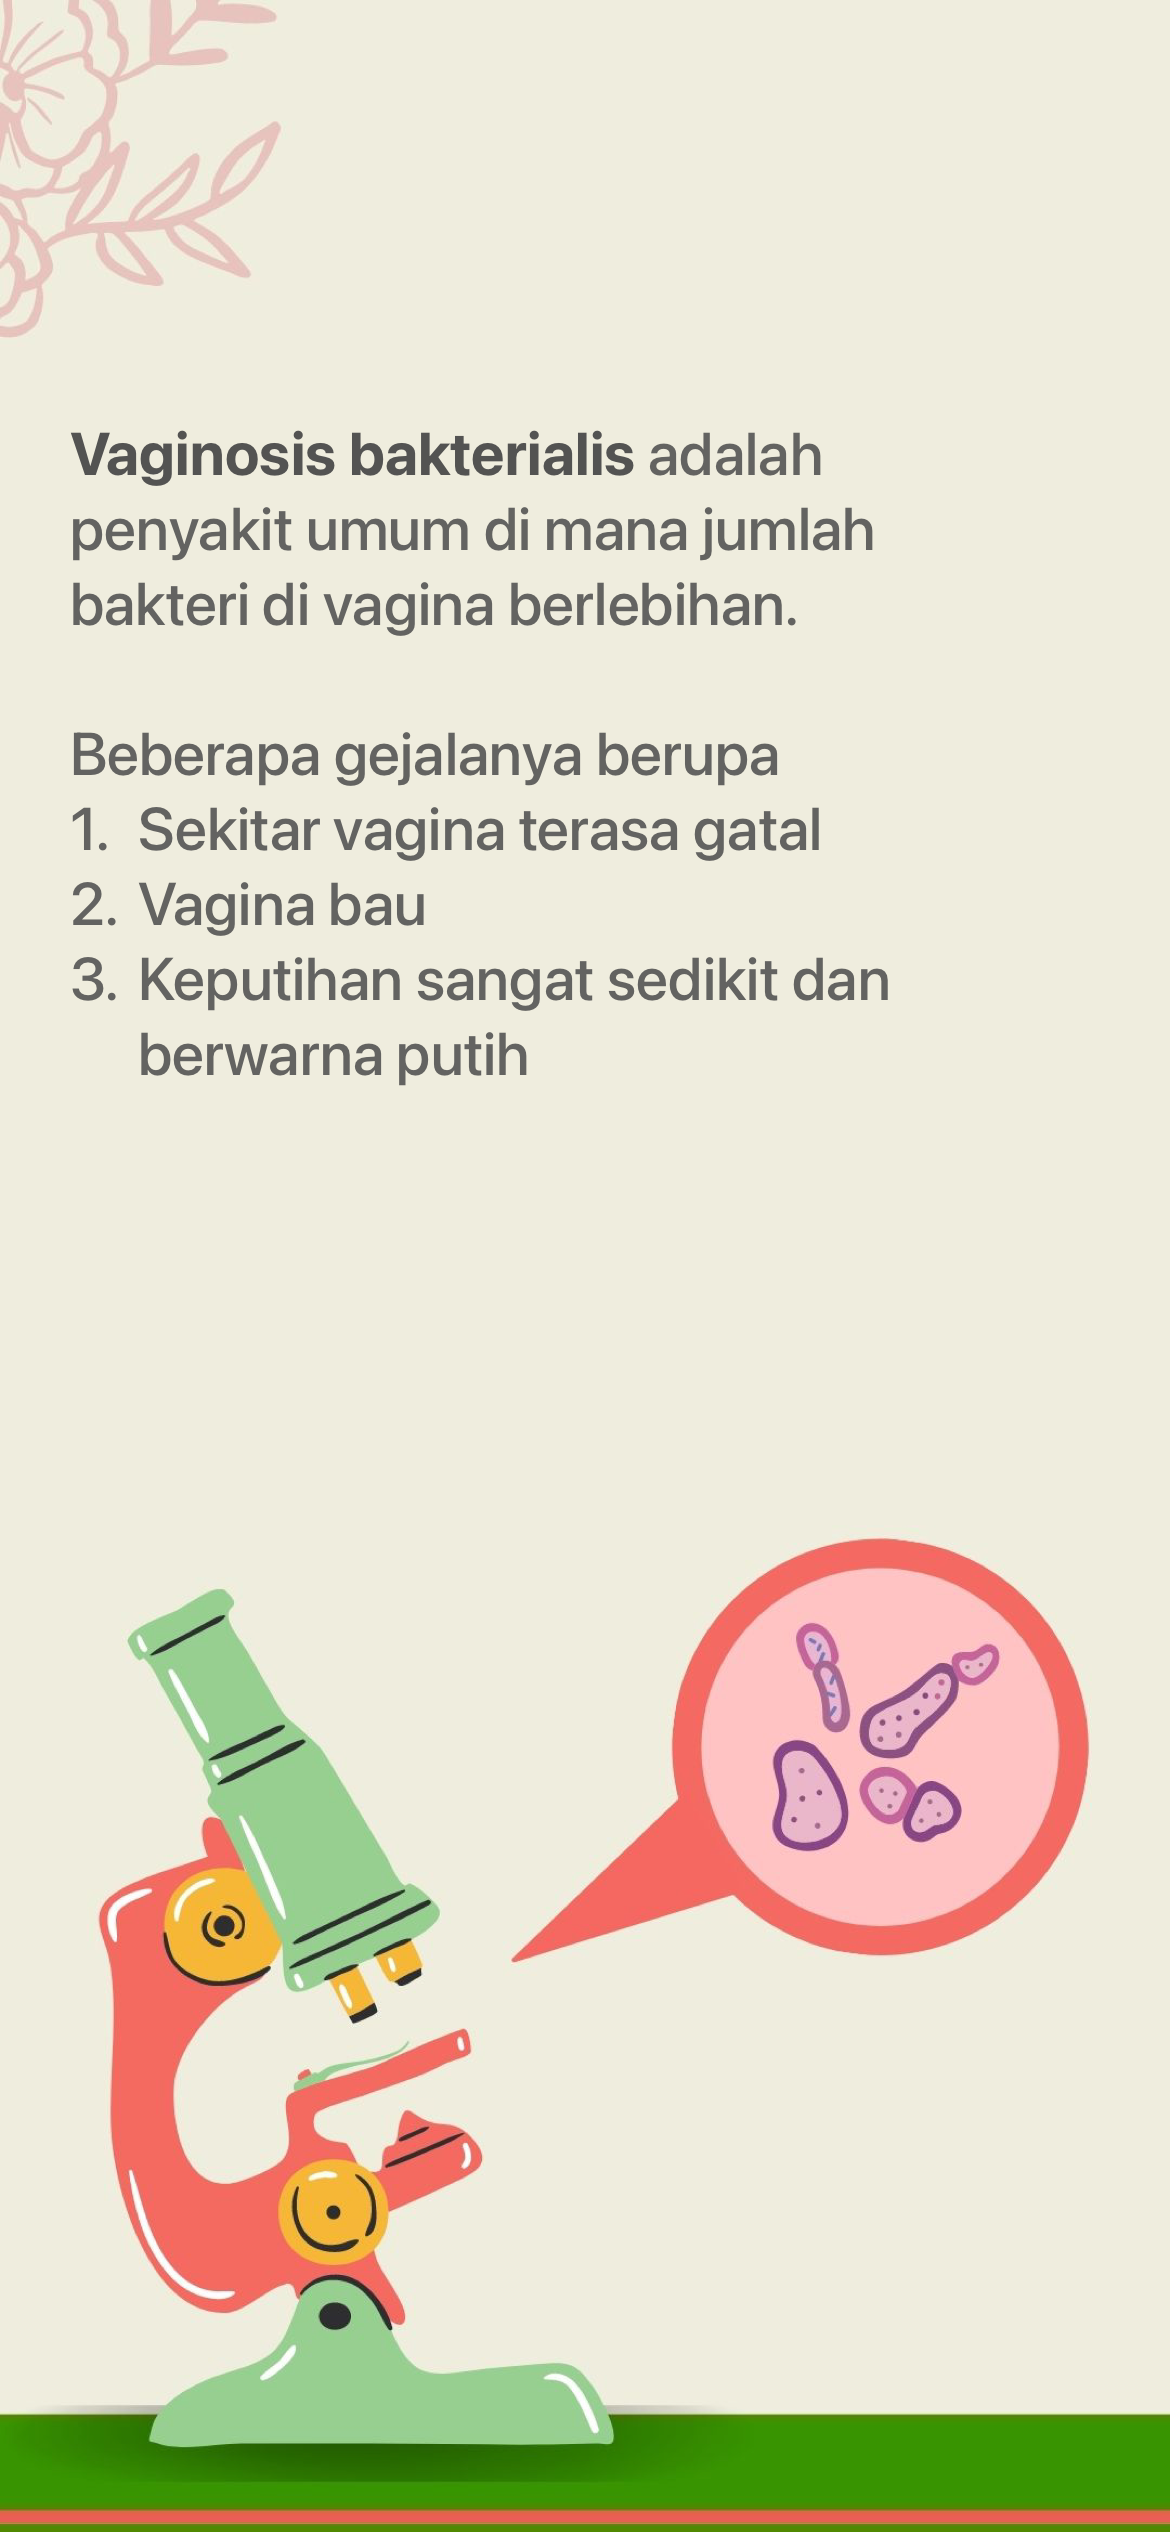 Vaginosis bakterialis adalah
penyakit umum di mana jumlah
bakteri di vagina berlebihan.
Beberapa gejalanya berupa
1. Sekitar vagina terasa gatal
2. Vagina bau
3. Keputihan sangat sedikit dan
berwarna putih